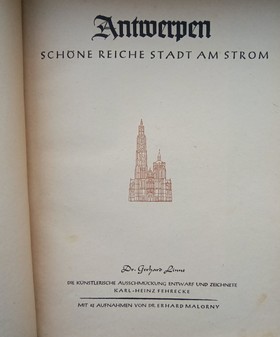 Antwerpen
SCHÖNE REICHE STADT AM STROM
Dr. Gerhard Linne
DIE KÜNSTLERISCHE AUSSCHMÜCKUNG ENTWARF UND ZEICHNETE
KARL-HEINZ FEHRECKE
MIT 45 AUFNAHMEN VON DR. ERHARD MALORNY